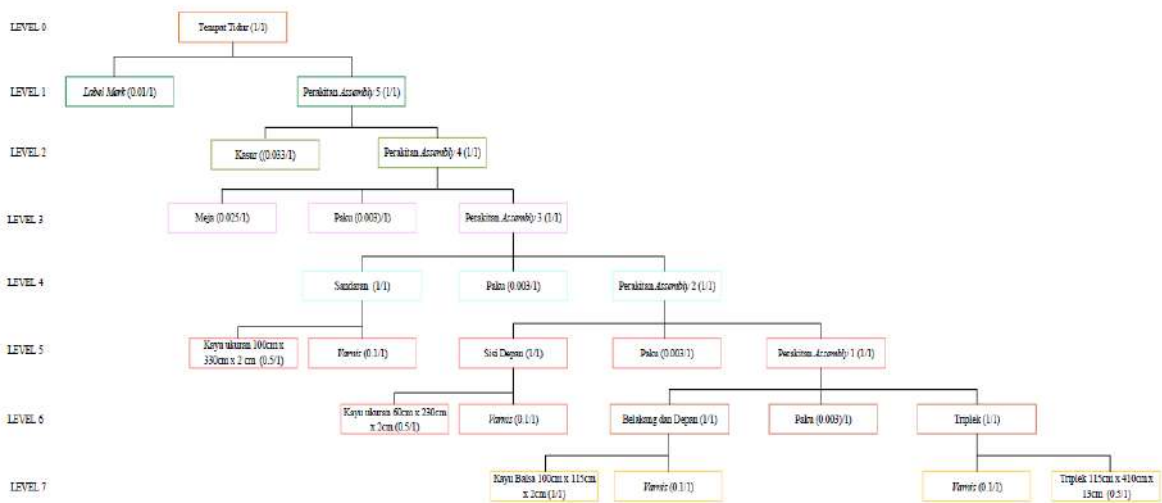 LEVEL 0
Tempat Tidur (1/1)
LEVEL 1
Label Merk (0.01/1)
Perakitan Assembly 5 (1/1)
LEVEL 2
Kasur ((0.033/1)
Perakitan Assembly 4 (1/1)
LEVEL 3
Meja (0.025/1)
Paku (0.003)/1)
Perakitan Assembly 3 (1/1)
LEVEL 4
Sandaran (1/1)
Paku (0.003/1)
Perakitan Assembly 2 (1/1)
LEVEL 5
Kayu ukuran 100cm x
330cm x 2 cm (0.5/1)
Varnis (0.1/1)
Sisi Depan (1/1)
Paku (0.003/1)
Perakitan Assembly 1 (1/1)
LEVEL 6
Kayu ukuran 60cm x 230cm
x 2cm (0.5/1)
Varnis (0.1/1)
Belakang dan Depan (1/1)
Paku (0.003)/1)
Triplek (1/1)
LEVEL 7
Kayu Balsa 100cm x 115cm
x 2cm (1/1)
Varnis (0.1/1)
Varnis (0.1/1)
Triplek 115cm x 410cm x
13cm (0.5/1)